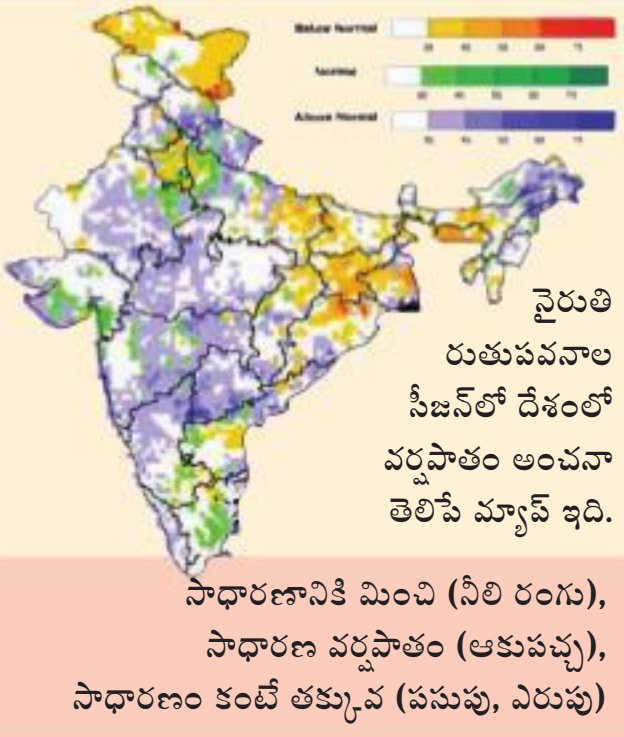 Below Normal
Normal
Above Normal
నైరుతి
రుతుపవనాల
సీజన్‌లో దేశంలో
వర్షపాతం అంచనా
తెలిపే మ్యాప్ ఇది.
సాధారణానికి మించి (నీలి రంగు),
సాధారణ వర్షపాతం (ఆకుపచ్చ),
సాధారణం కంటే తక్కువ (పసుపు, ఎరుపు)